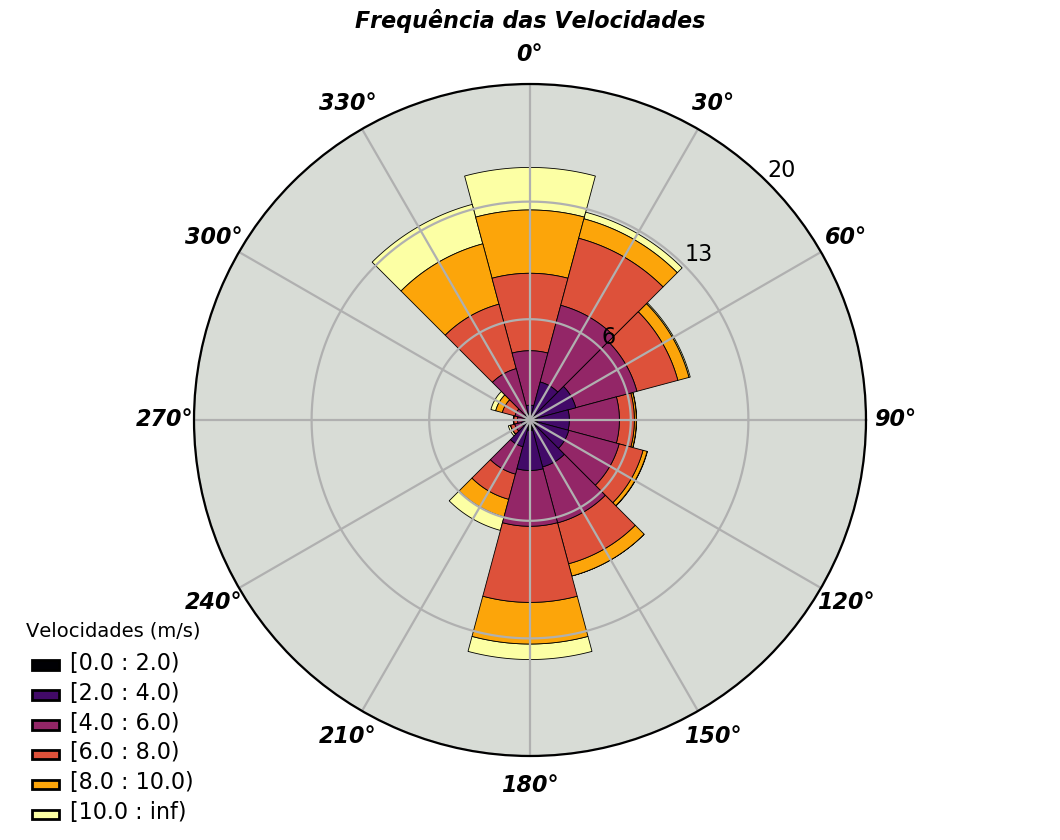 Frequência das Velocidades
0°
330°
30°
20
300°
60°
13
6
270°
90°
240°
120°
210°
150°
180°
Velocidades (m/s)
[0.0 : 2.0)
[2.0 : 4.0)
[4.0 : 6.0)
[6.0 : 8.0)
[8.0 : 10.0)
[10.0 : inf)